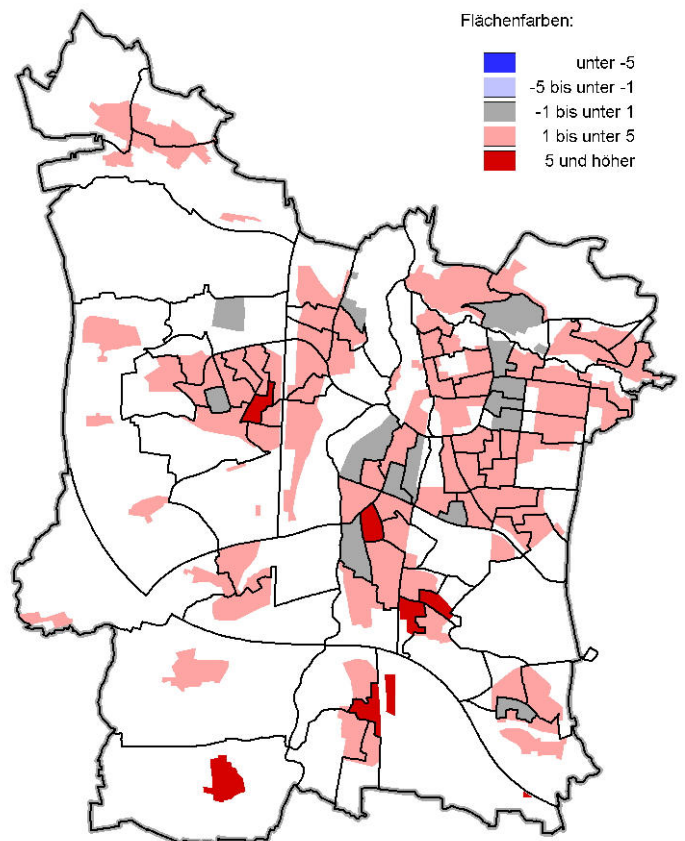 Flächenfarben:
unter -5
-5 bis unter -1
-1 bis unter 1
1 bis unter 5
5 und höher